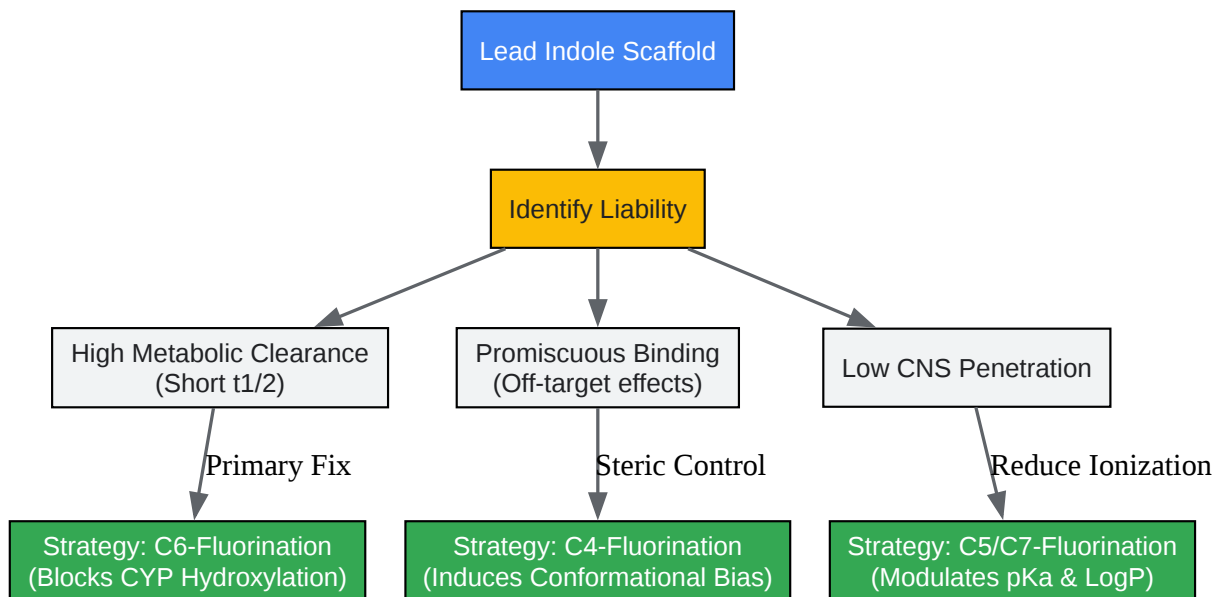 Lead Indole Scaffold
Identify Liability
High Metabolic Clearance
(Short t1/2)
Promiscuous Binding
(Off-target effects)
Low CNS Penetration
Primary Fix
Steric Control
Reduce Ionization
Strategy: C6-Fluorination
(Blocks CYP Hydroxylation)
Strategy: C4-Fluorination
(Induces Conformational Bias)
Strategy: C5/C7-Fluorination
(Modulates pKa & LogP)